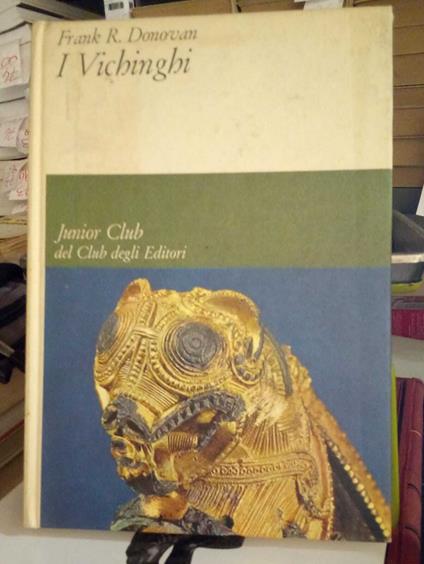 Frank R. Donovan
I Vichinghi
Junior Club
del Club degli Editori